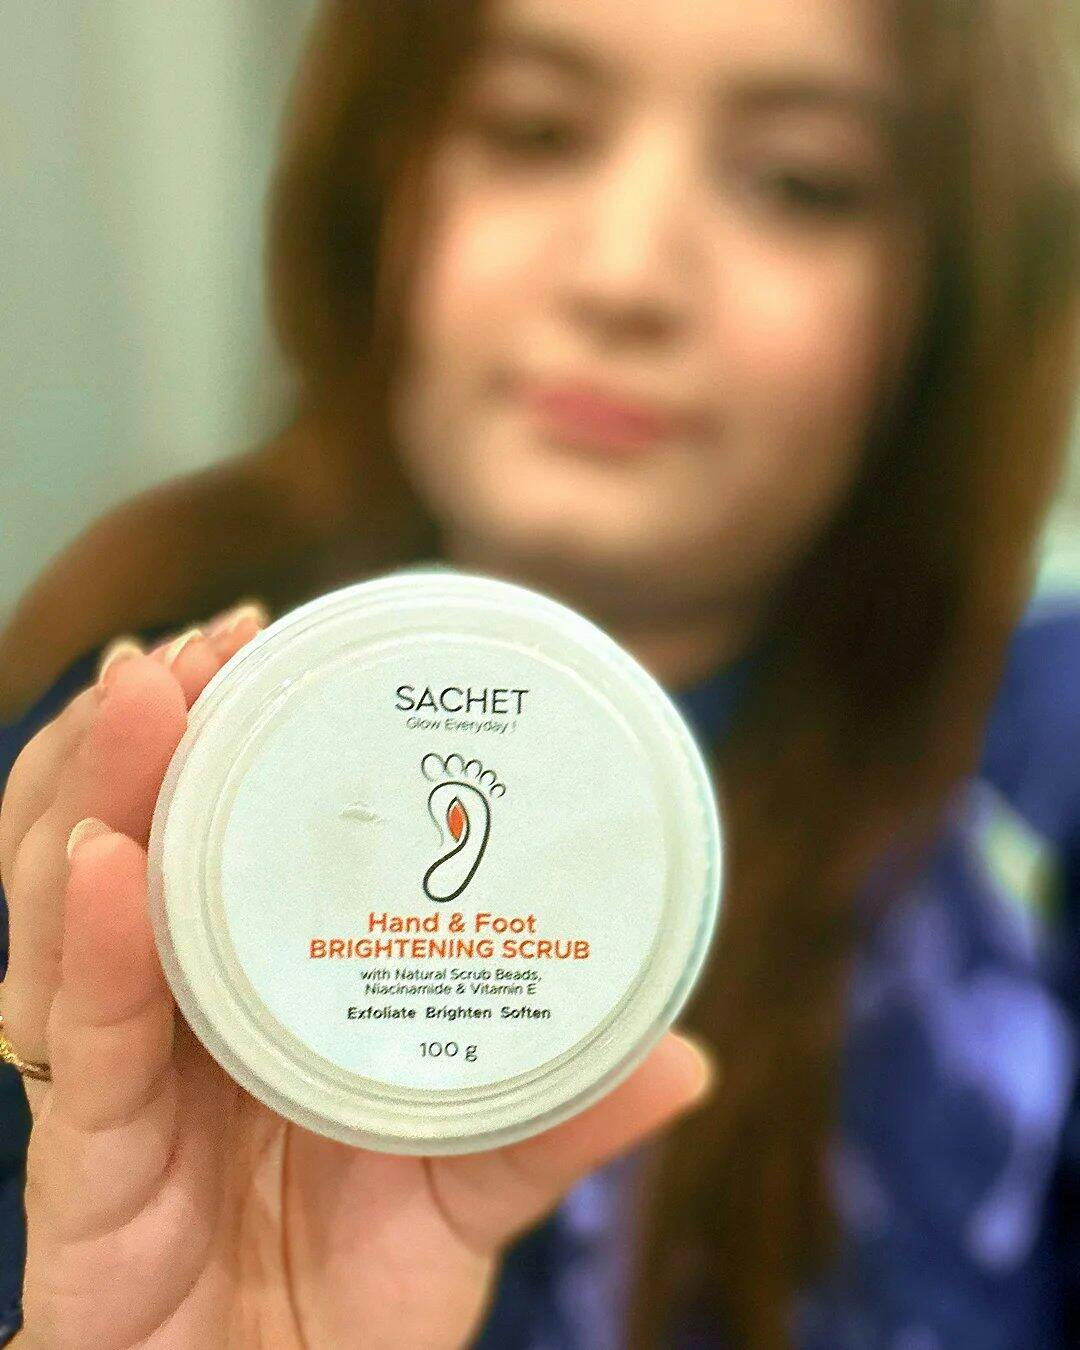 SACHET
Glow Everyday !
Hand & Foot
BRIGHTENING SCRUB
with Natural Scrub Beads,
Niacinamide & Vitamin E
Exfoliate Brighten Soften
100 g